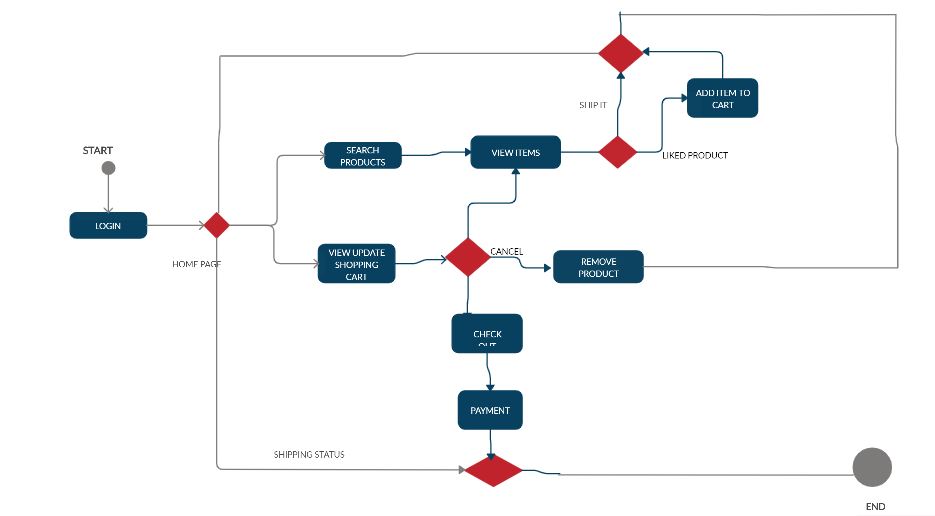 ADD ITEM TO
CART
SHIP IT
START
SEARCH
PRODUCTS
VIEW ITEMS
LIKED PRODUCT
LOGIN
HOME PAGE
VIEW UPDATE
SHOPPING
CART
CANCEL
REMOVE
PRODUCT
CHECK
OUT
PAYMENT
SHIPPING STATUS
END